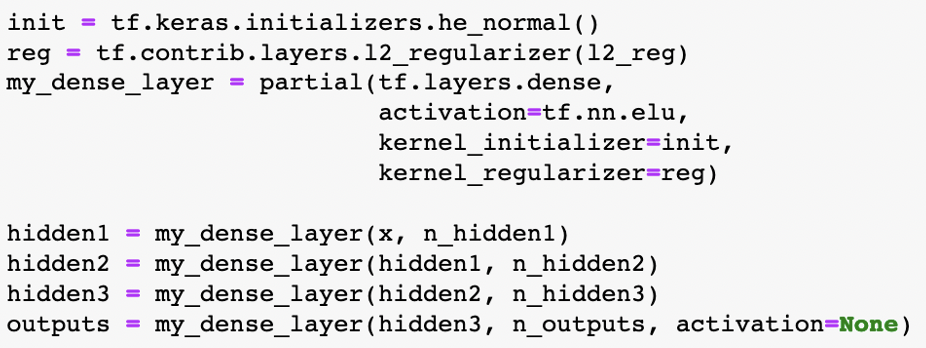 init = tf.keras.initializers.he_normal()
reg = tf.contrib.layers.l2_regularizer(l2_reg)
my_dense_layer = partial(tf.layers.dense,
                         activation=tf.nn.elu,
                         kernel_initializer=init,
                         kernel_regularizer=reg)

hidden1 = my_dense_layer(x, n_hidden1)
hidden2 = my_dense_layer(hidden1, n_hidden2)
hidden3 = my_dense_layer(hidden2, n_hidden3)
outputs = my_dense_layer(hidden3, n_outputs, activation=None)